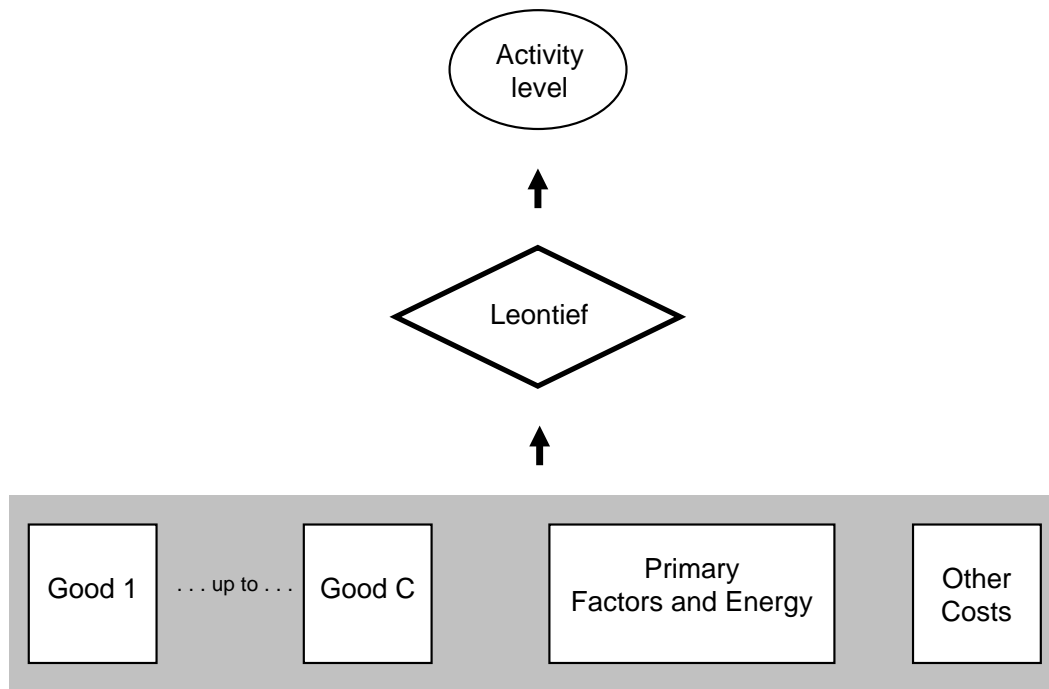 Activity
level
Leontief
Good 1
. . . up to . . .
Good C
Primary
Factors and Energy
Other
Costs